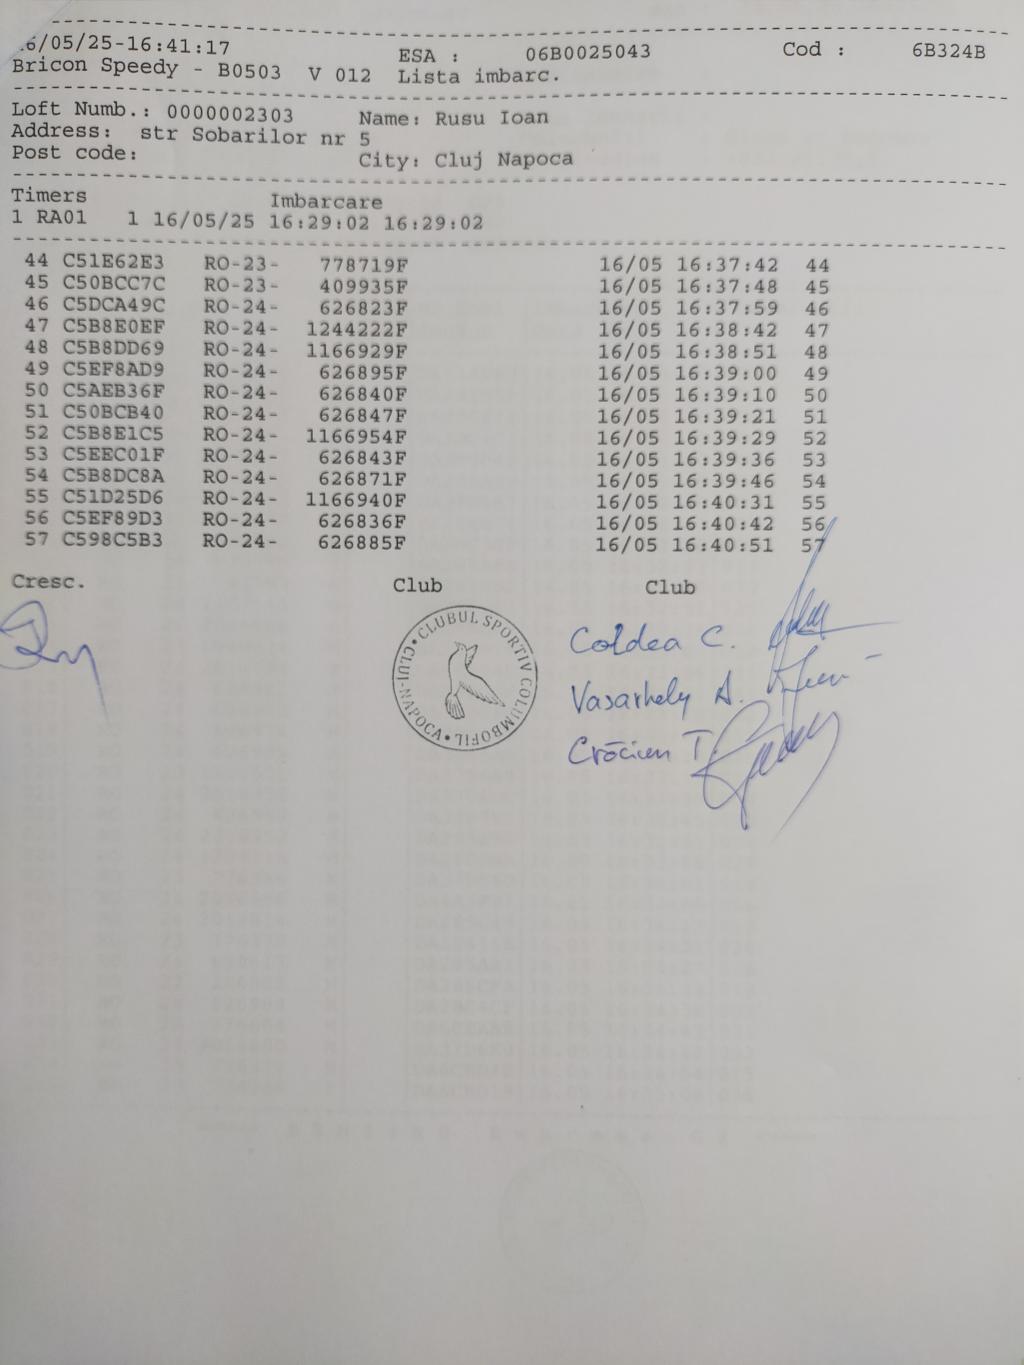 6/05/25-16:41:17 ESA : 06B0025043 Cod : 6B324B
Bricon Speedy - B0503 V 012 Lista imbarc.
Loft Numb.: 0000002303 Name: Rusu Ioan
Address: str Sobarilor nr 5
Post code: City: Cluj Napoca
Timers Imbarcare
1 RA01 1 16/05/25 16:29:02 16:29:02
44 C51E62E3 RO-23- 778719F 16/05 16:37:42 44
45 C50BCC7C RO-23- 409935F 16/05 16:37:48 45
46 C5DCA49C RO-24- 626823F 16/05 16:37:59 46
47 C5B8E0EF RO-24- 1244222F 16/05 16:38:42 47
48 C5B8DD69 RO-24- 1166929F 16/05 16:38:51 48
49 C5EF8AD9 RO-24- 626895F 16/05 16:39:00 49
50 C5AEB36F RO-24- 626840F 16/05 16:39:10 50
51 C50BCB40 RO-24- 626847F 16/05 16:39:21 51
52 C5B8E1C5 RO-24- 1166954F 16/05 16:39:29 52
53 C5EEC01F RO-24- 626843F 16/05 16:39:36 53
54 C5B8DC8A RO-24- 626871F 16/05 16:39:46 54
55 C51D25D6 RO-24- 1166940F 16/05 16:40:31 55
56 C5EF89D3 RO-24- 626836F 16/05 16:40:42 56
57 C598C5B3 RO-24- 626885F 16/05 16:40:51 57
Cresc. Club Club
CLUBUL SPORTIV COLUMBOFIL • CLUJ-NAPOCA •
Coldea C.
Vasarhely A.
Crăciun T.